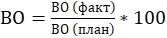 ВО = ВО (факт) / ВО (план) * 100